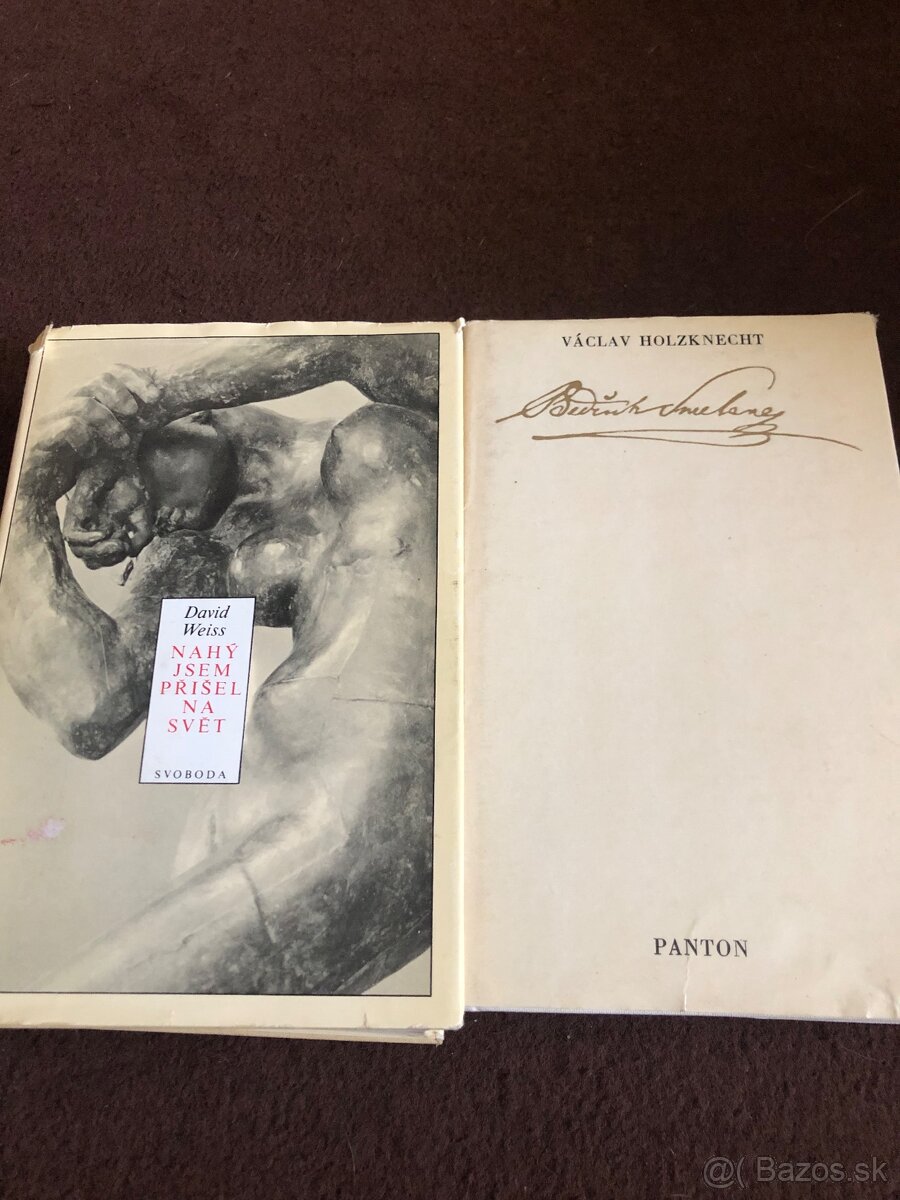 David
Weiss
NAHÝ
JSEM
PŘIŠEL
NA
SVĚT
SVOBODA
VÁCLAV HOLZKNECHT
Bedřich Smetana
PANTON
@( Bazos.sk